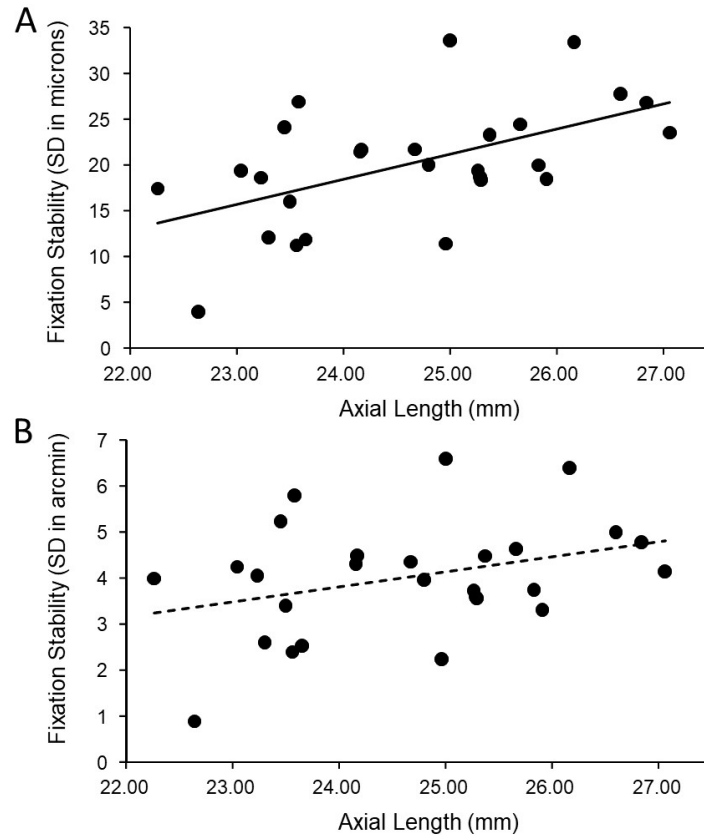 A
Fixation Stability (SD in microns)
35
30
25
20
15
10
5
0
22.00 23.00 24.00 25.00 26.00 27.00
Axial Length (mm)
B
Fixation Stability (SD in arcmin)
7
6
5
4
3
2
1
0
22.00 23.00 24.00 25.00 26.00 27.00
Axial Length (mm)